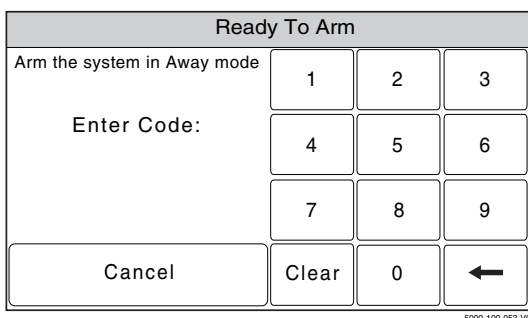 Ready To Arm
Arm the system in Away mode
Enter Code:
1 2 3
4 5 6
7 8 9
Cancel Clear 0